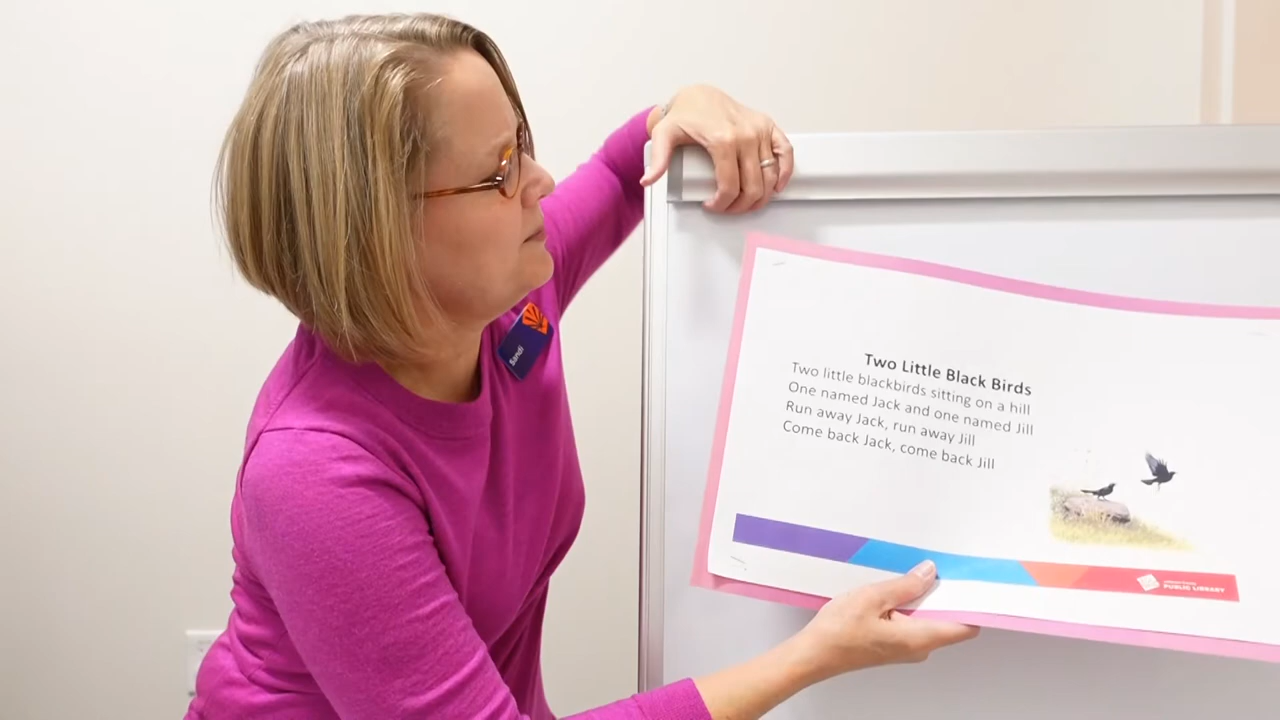 Sandi
Two Little Black Birds
Two little blackbirds sitting on a hill
One named Jack and one named Jill
Run away Jack, run away Jill
Come back Jack, come back Jill
PUBLIC LIBRARY